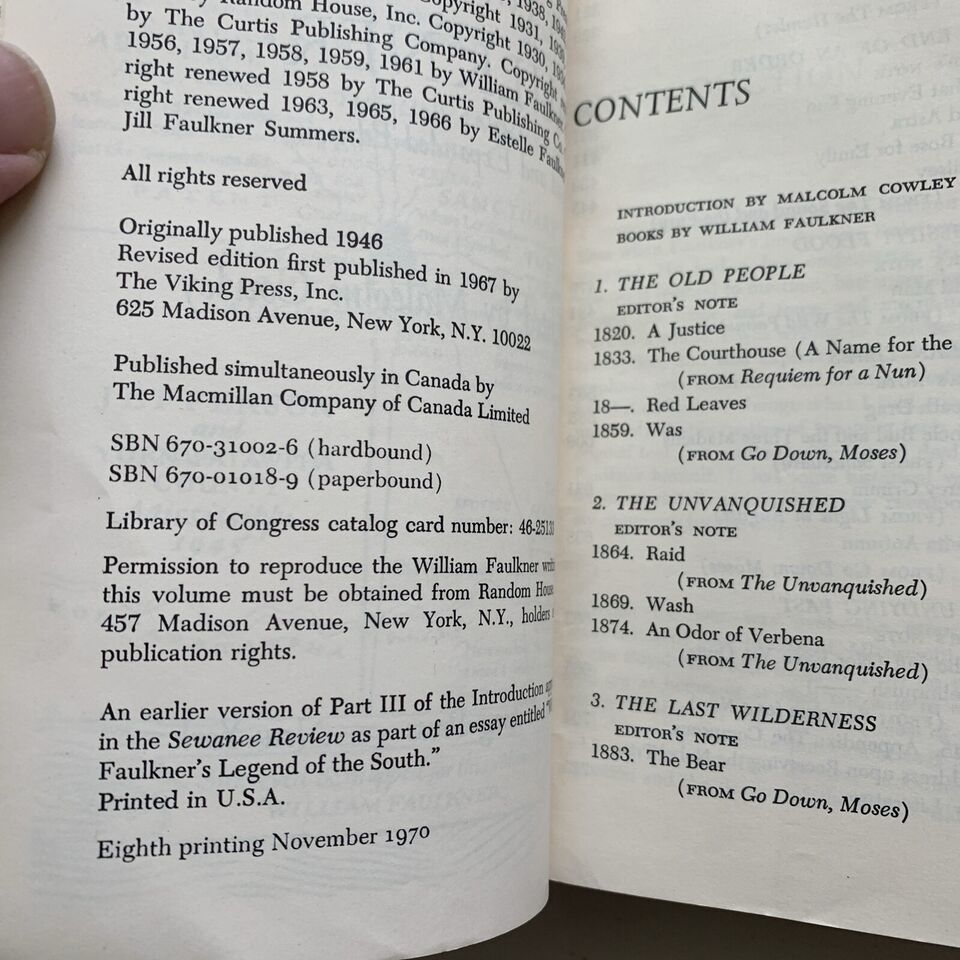 1938,
Random House, Inc. Copyright 1930,
by The Curtis Publishing Company. Copyright
1956, 1957, 1958, 1959, 1961 by William Faulkner.
right renewed 1958 by The Curtis Publishing Co.
right renewed 1963, 1965, 1966 by Estelle
Jill Faulkner Summers.
All rights reserved
Originally published 1946
Revised edition first published in 1967 by
The Viking Press, Inc.
625 Madison Avenue, New York, N.Y. 10022
Published simultaneously in Canada by
The Macmillan Company of Canada Limited
SBN 670-31002-6 (hardbound)
SBN 670-01018-9 (paperbound)
Library of Congress catalog card number:
Permission to reproduce the William Faulkner
this volume must be obtained from Random House
457 Madison Avenue, New York, N.Y., holders
publication rights.
An earlier version of Part III of the Introduction
in the Sewanee Review as part of an essay entitled
Faulkner's Legend of the South."
Printed in U.S.A.
Eighth printing November 1970
CONTENTS
INTRODUCTION BY MALCOLM COWLEY
BOOKS BY WILLIAM FAULKNER
1. THE OLD PEOPLE
EDITOR'S NOTE
1820. A Justice
1833. The Courthouse (A Name for the
(FROM Requiem for a Nun)
18—. Red Leaves
1859. Was
(FROM Go Down, Moses)
2. THE UNVANQUISHED
EDITOR'S NOTE
1864. Raid
(FROM The Unvanquished)
1869. Wash
1874. An Odor of Verbena
(FROM The Unvanquished)
3. THE LAST WILDERNESS
EDITOR'S NOTE
1883. The Bear
(FROM Go Down, Moses)